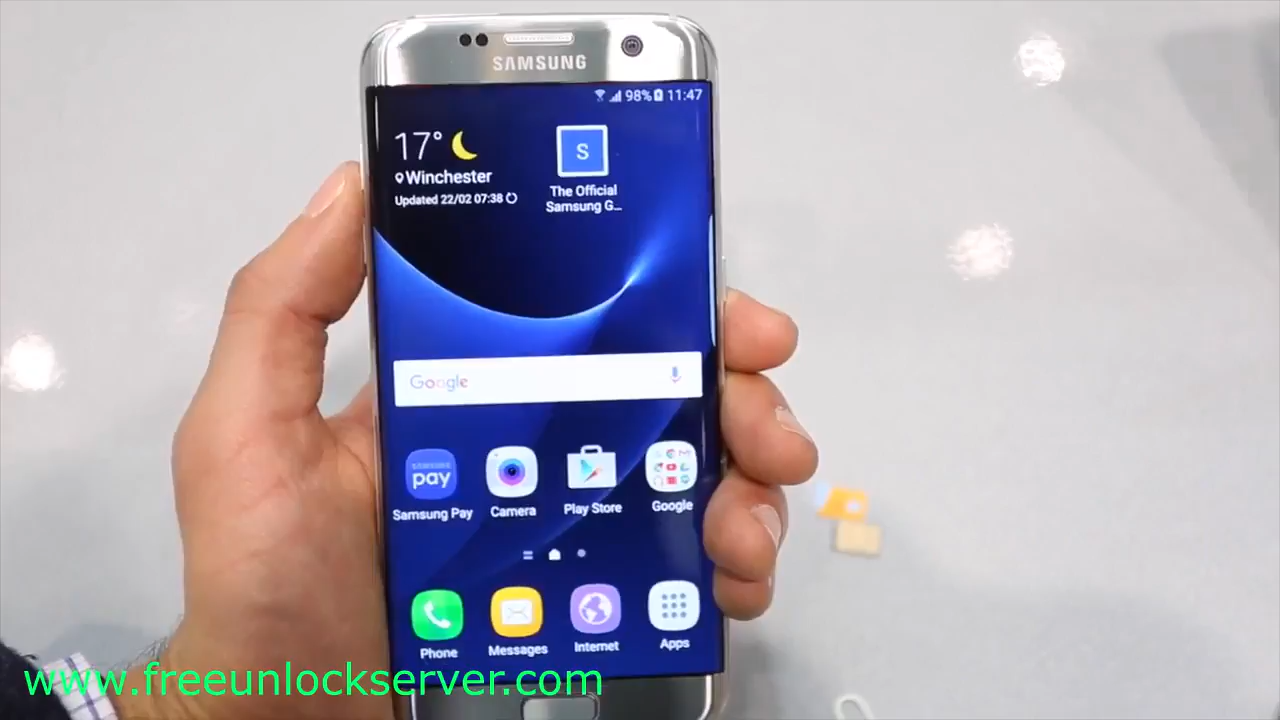 SAMSUNG
98% 11:47
17°
Winchester
Updated 22/02 07:38
S
The Official
Samsung G...
Google
SAMSUNG
pay
Samsung Pay
Camera
Play Store
Google
Phone
Messages
Internet
Apps
www.freeunlockserver.com